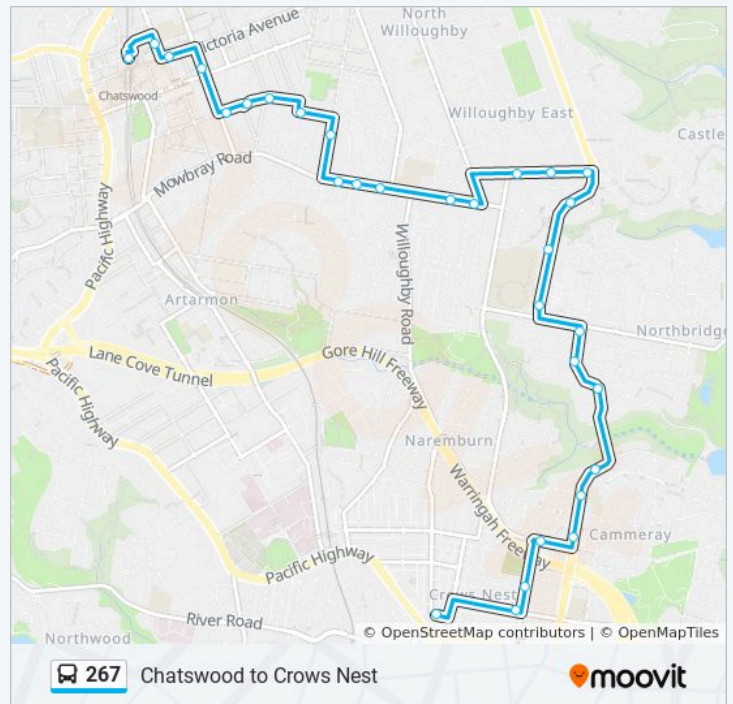 North
Willoughby
ictoria Avenue
Chatswood
Willoughby East
Castle
Mowbray Road
Pacific Highway
Willoughby Road
Artarmon
Northbridge
Gore Hill Freeway
Lane Cove Tunnel
Pacific Highway
Naremburn
Warringah Freeway
Cammeray
Pacific Highway
Crows Nest
River Road
© OpenStreetMap contributors | © OpenMapTiles
Northwood
267 Chatswood to Crows Nest
moovit